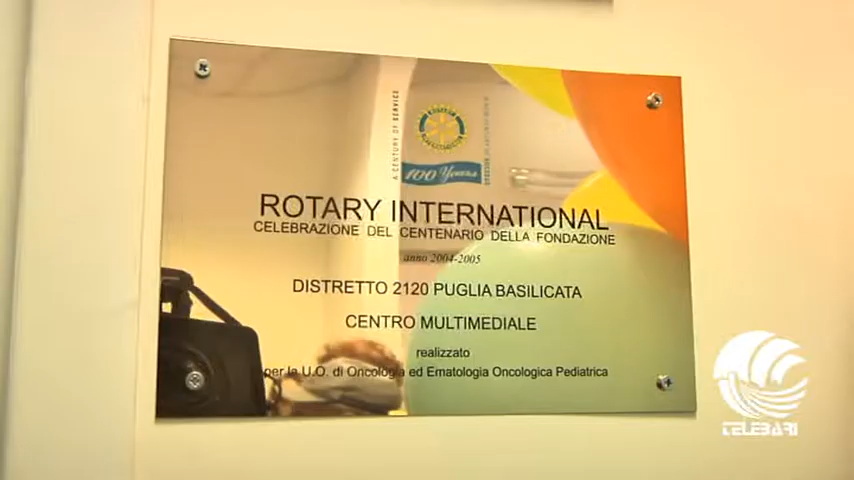 A CENTURY OF SERVICE
100 Years
ROTARY INTERNATIONAL
CELEBRAZIONE DEL CENTENARIO DELLA FONDAZIONE
anno 2004-2005
DISTRETTO 2120 PUGLIA BASILICATA
CENTRO MULTIMEDIALE
realizzato
per la U.O. di Oncologia ed Ematologia Oncologica Pediatrica
TELEBARI